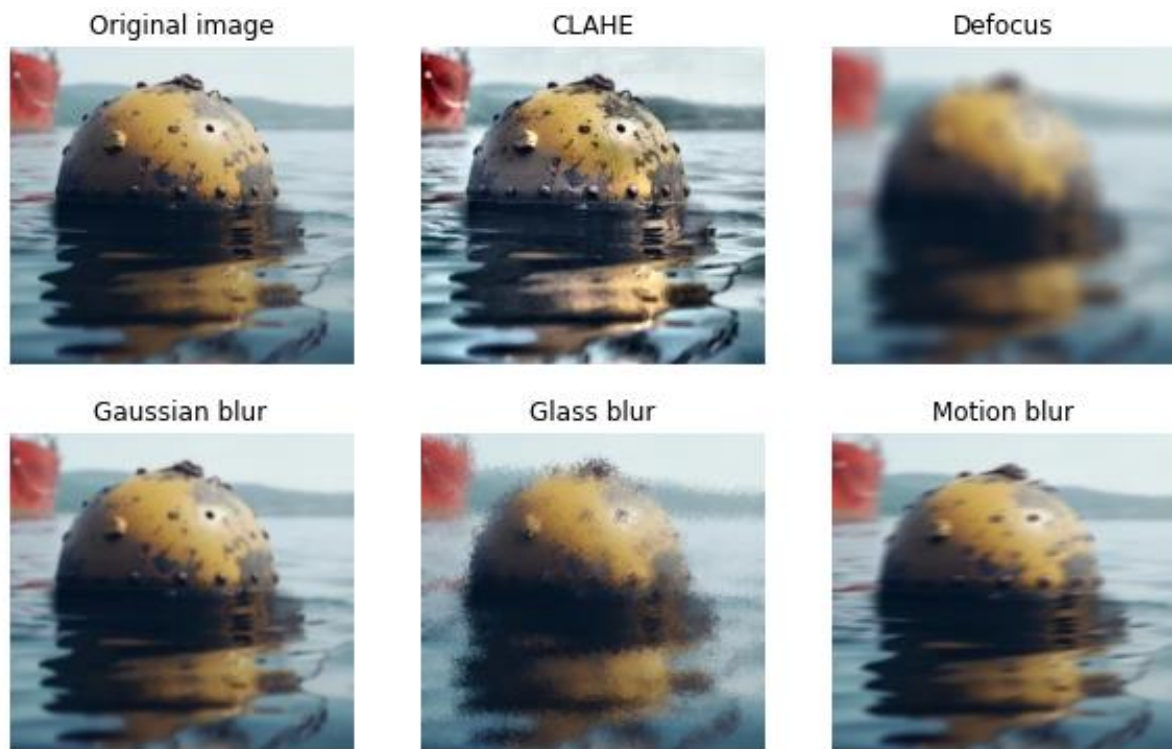 Original image
CLAHE
Defocus
Gaussian blur
Glass blur
Motion blur